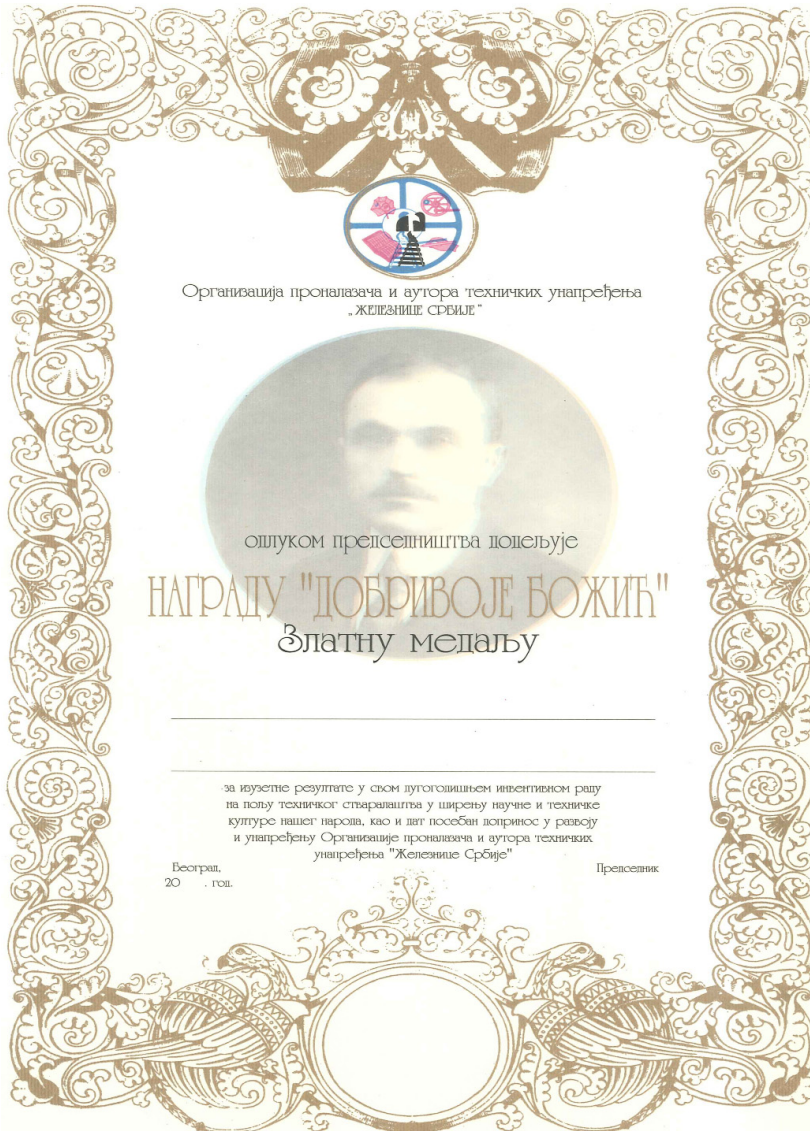 Организација проналазача и аутора техничких унапређења
„ЖЕЛЕЗНИЦЕ СРБИЈЕ"
одлуком председништва додељује
НАГРАДУ "ДОБРИВОЈЕ БОЖИЋ"
Златну медаљу
за изузетне резултате у свом дугогодишњем инвентивном раду
на пољу техничког стваралаштва у ширењу научне и техничке
културе нашег народа, као и дат посебан допринос у развоју
и унапређењу Организације проналазача и аутора техничких
унапређења "Железнице Србије"
Београд,
20 . год.
Председник